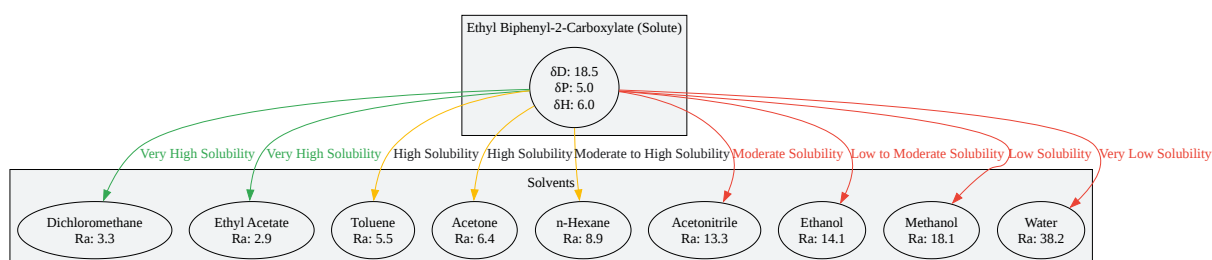 Ethyl Biphenyl-2-Carboxylate (Solute)
δD: 18.5
δP: 5.0
δH: 6.0
Very High Solubility
Very High Solubility
High Solubility
High Solubility
Moderate to High Solubility
Moderate Solubility
Low to Moderate Solubility
Low Solubility
Very Low Solubility
Solvents
Dichloromethane
Ra: 3.3
Ethyl Acetate
Ra: 2.9
Toluene
Ra: 5.5
Acetone
Ra: 6.4
n-Hexane
Ra: 8.9
Acetonitrile
Ra: 13.3
Ethanol
Ra: 14.1
Methanol
Ra: 18.1
Water
Ra: 38.2